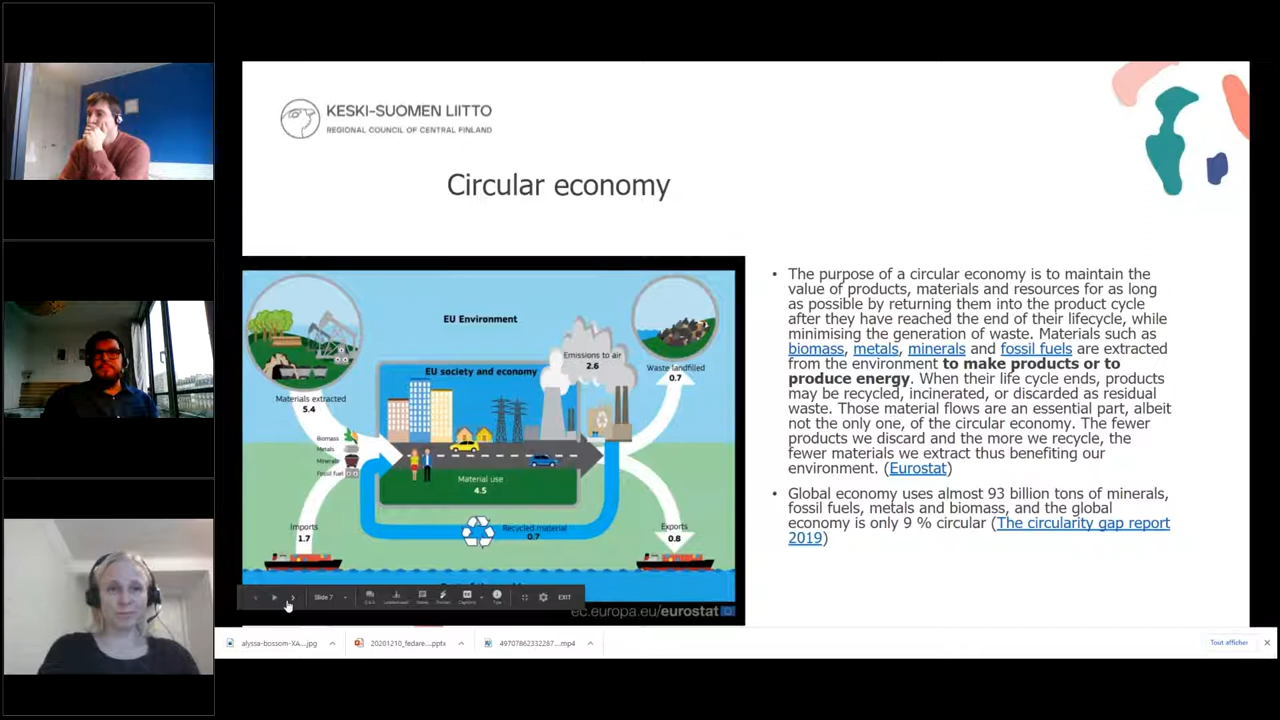 KESKI-SUOMEN LIITTO
REGIONAL COUNCIL OF CENTRAL FINLAND
Circular economy
EU Environment
Emissions to air
2.6
Waste landfilled
0.7
EU society and economy
Materials extracted
5.4
Biomass
Metals
Minerals
Fossil fuel
Material use
4.5
Imports
1.7
Recycled material
0.7
Exports
0.8
ec.europa.eu/eurostat
• The purpose of a circular economy is to maintain the
value of products, materials and resources for as long
as possible by returning them into the product cycle
after they have reached the end of their lifecycle, while
minimising the generation of waste. Materials such as
biomass, metals, minerals and fossil fuels are extracted
from the environment to make products or to
produce energy. When their life cycle ends, products
may be recycled, incinerated, or discarded as residual
waste. Those material flows are an essential part, albeit
not the only one, of the circular economy. The fewer
products we discard and the more we recycle, the
fewer materials we extract thus benefiting our
environment. (Eurostat)
• Global economy uses almost 93 billion tons of minerals,
fossil fuels, metals and biomass, and the global
economy is only 9 % circular (The circularity gap report
2019)
Slide 7
EXIT
alyssa-bossom-XA....jpg
20201210_fedare....pptx
49707862332287....mp4
Tout afficher